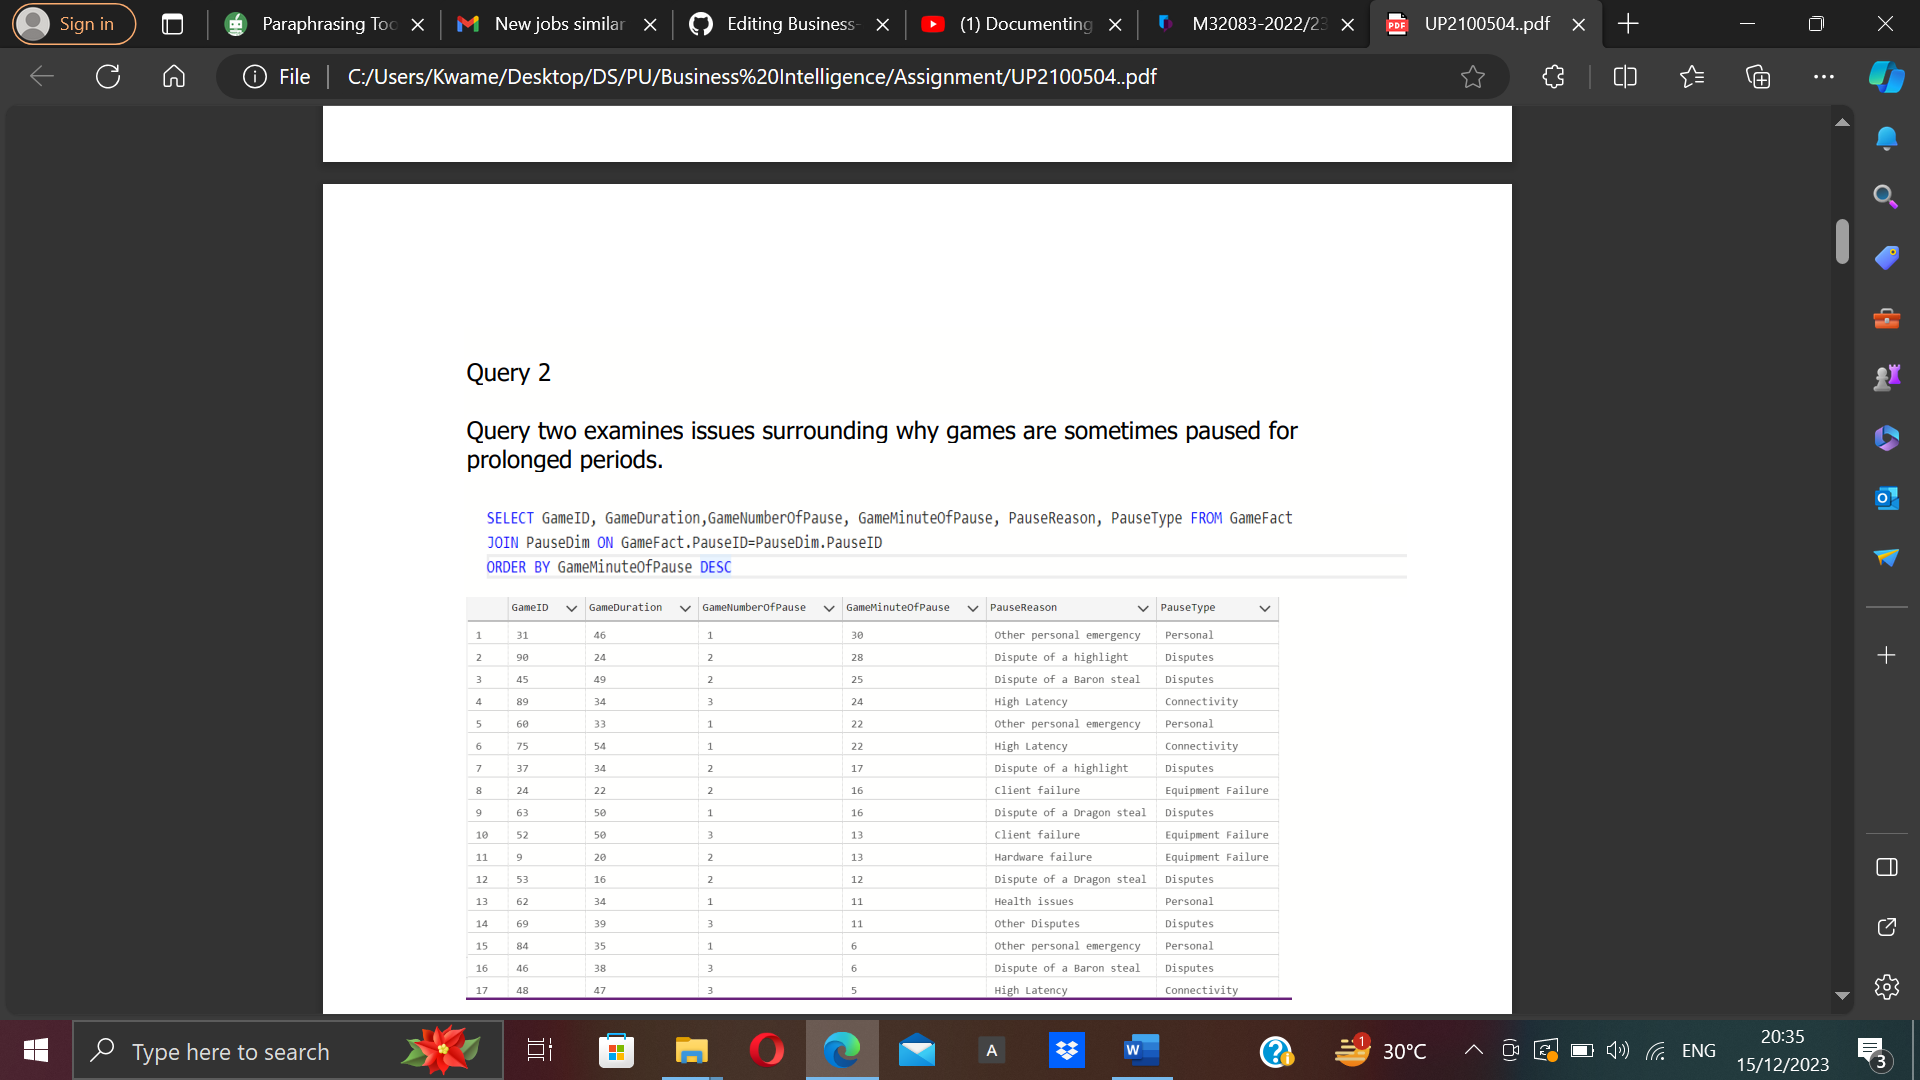 Sign in
Paraphrasing Too
New jobs similar
Editing Business-
(1) Documenting
M32083-2022/23
UP2100504..pdf
File
C:/Users/Kwame/Desktop/DS/PU/Business%20Intelligence/Assignment/UP2100504..pdf
Query 2
Query two examines issues surrounding why games are sometimes paused for
prolonged periods.
SELECT GameID, GameDuration,GameNumberOfPause, GameMinuteOfPause, PauseReason, PauseType FROM GameFact
JOIN PauseDim ON GameFact.PauseID=PauseDim.PauseID
ORDER BY GameMinuteOfPause DESC
GameID GameDuration GameNumberOfPause GameMinuteOfPause PauseReason PauseType
1 31 46 1 30 Other personal emergency Personal
2 90 24 2 28 Dispute of a highlight Disputes
3 45 49 2 25 Dispute of a Baron steal Disputes
4 89 34 3 24 High Latency Connectivity
5 60 33 1 22 Other personal emergency Personal
6 75 54 1 22 High Latency Connectivity
7 37 34 2 17 Dispute of a highlight Disputes
8 24 22 2 16 Client failure Equipment Failure
9 63 50 1 16 Dispute of a Dragon steal Disputes
10 52 50 3 13 Client failure Equipment Failure
11 9 20 2 13 Hardware failure Equipment Failure
12 53 16 2 12 Dispute of a Dragon steal Disputes
13 62 34 1 11 Health issues Personal
14 69 39 3 11 Other Disputes Disputes
15 84 35 1 6 Other personal emergency Personal
16 46 38 3 6 Dispute of a Baron steal Disputes
17 48 47 3 5 High Latency Connectivity
Type here to search
A
W
1
30°C
ENG
20:35
15/12/2023
3